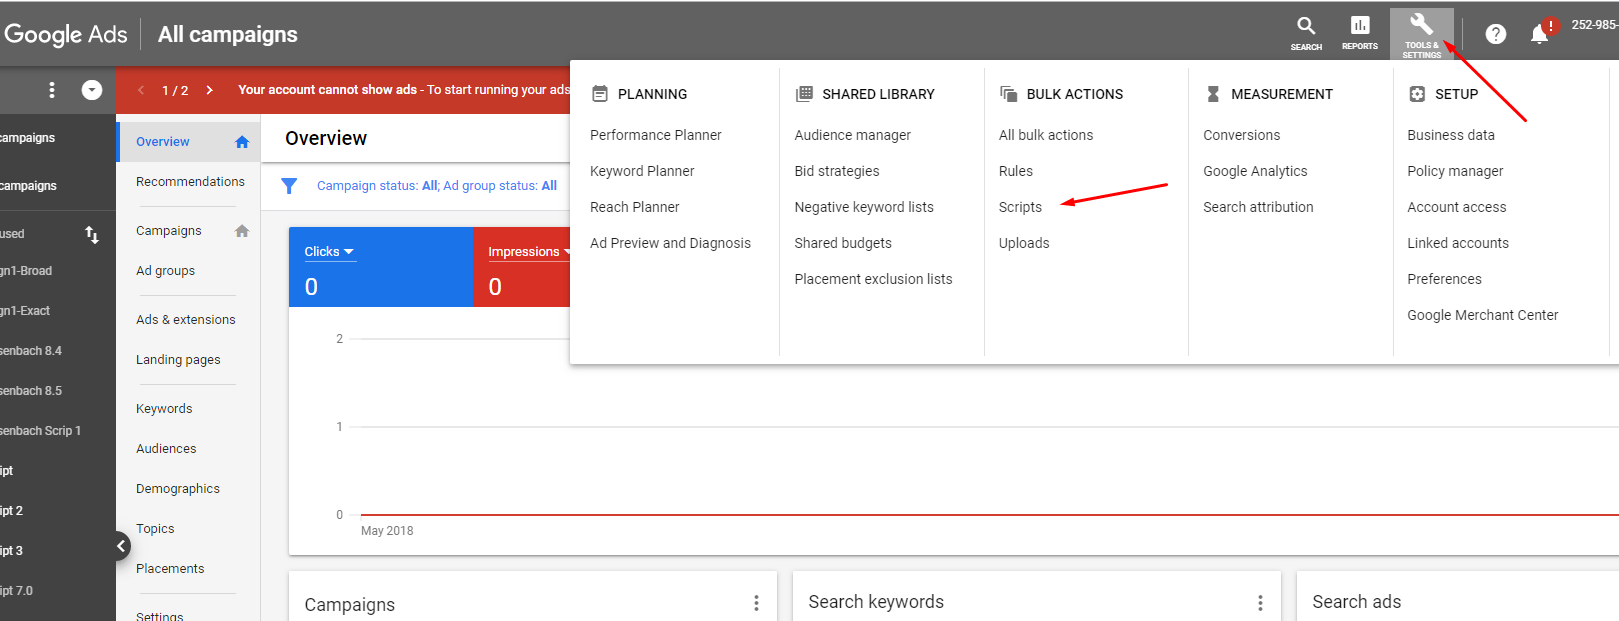 Google Ads
All campaigns
SEARCH
REPORTS
TOOLS &
SETTINGS
?
!
252-985-
1 / 2
Your account cannot show ads - To start running your ads
campaigns
campaigns
used
gn1-Broad
gn1-Exact
senbach 8.4
senbach 8.5
senbach Scrip 1
ipt
ipt 2
ipt 3
ipt 7.0
Overview
Recommendations
Campaigns
Ad groups
Ads & extensions
Landing pages
Keywords
Audiences
Demographics
Topics
Placements
Settings
Overview
Campaign status: All; Ad group status: All
Clicks
0
Impressions
0
2
1
0
May 2018
PLANNING
Performance Planner
Keyword Planner
Reach Planner
Ad Preview and Diagnosis
SHARED LIBRARY
Audience manager
Bid strategies
Negative keyword lists
Shared budgets
Placement exclusion lists
BULK ACTIONS
All bulk actions
Rules
Scripts
Uploads
MEASUREMENT
Conversions
Google Analytics
Search attribution
SETUP
Business data
Policy manager
Account access
Linked accounts
Preferences
Google Merchant Center
Campaigns
Search keywords
Search ads